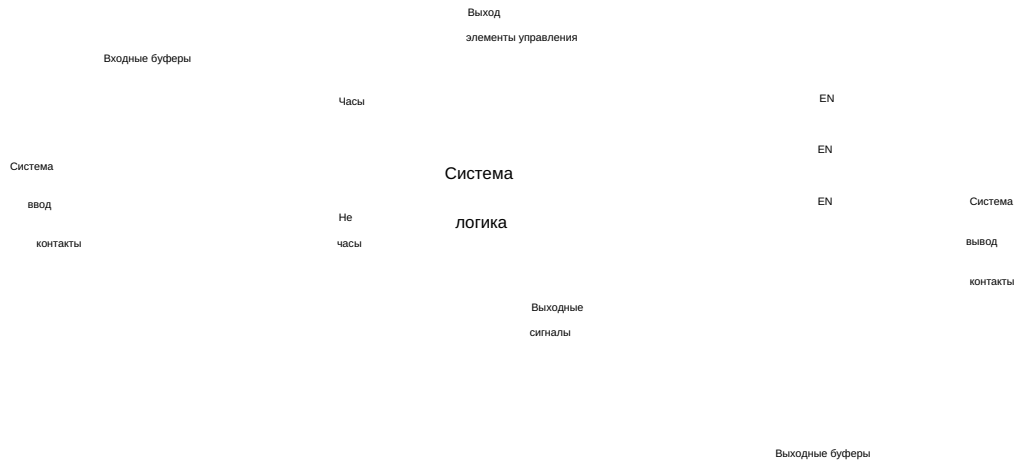 Выход
элементы управления
Входные буферы
Часы
EN
EN
Система
ввод
контакты
Система
логика
Не
часы
EN
Система
вывод
контакты
Выходные
сигналы
Выходные буферы